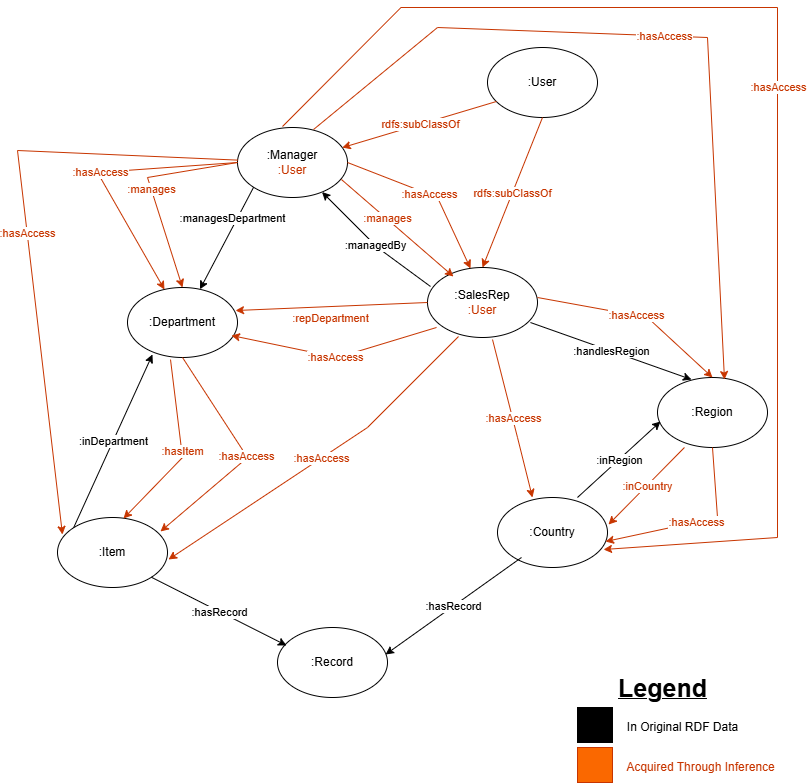 :hasAccess
:User
:hasAccess
rdfs:subClassOf
:Manager
:User
:hasAccess
:manages
:hasAccess
rdfs:subClassOf
:managesDepartment
:manages
:hasAccess
:managedBy
:SalesRep
:User
:Department
:repDepartment
:hasAccess
:handlesRegion
:hasAccess
:Region
:hasAccess
:inDepartment
:hasItem
:hasAccess
:hasAccess
:inRegion
:inCountry
:hasAccess
:Country
:Item
:hasRecord
:hasRecord
:Record
Legend
In Original RDF Data
Acquired Through Inference